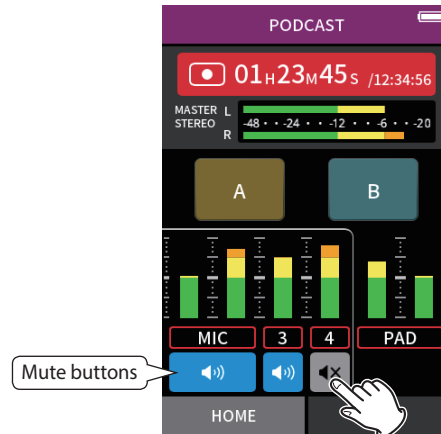 PODCAST
01H23M45S /12:34:56
MASTER L
STEREO -48 • • -24 • • -12 • • -6 • • -20
R
A B
MIC 3 4 PAD
Mute buttons
HOME